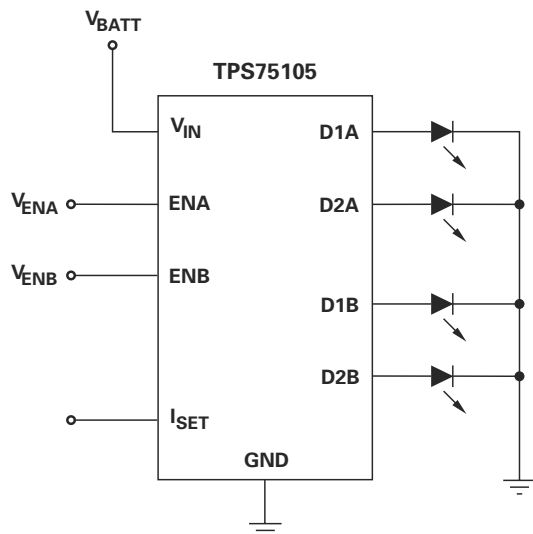 VBATT
TPS75105
VIN
D1A
VENA
ENA
D2A
VENB
ENB
D1B
D2B
ISET
GND